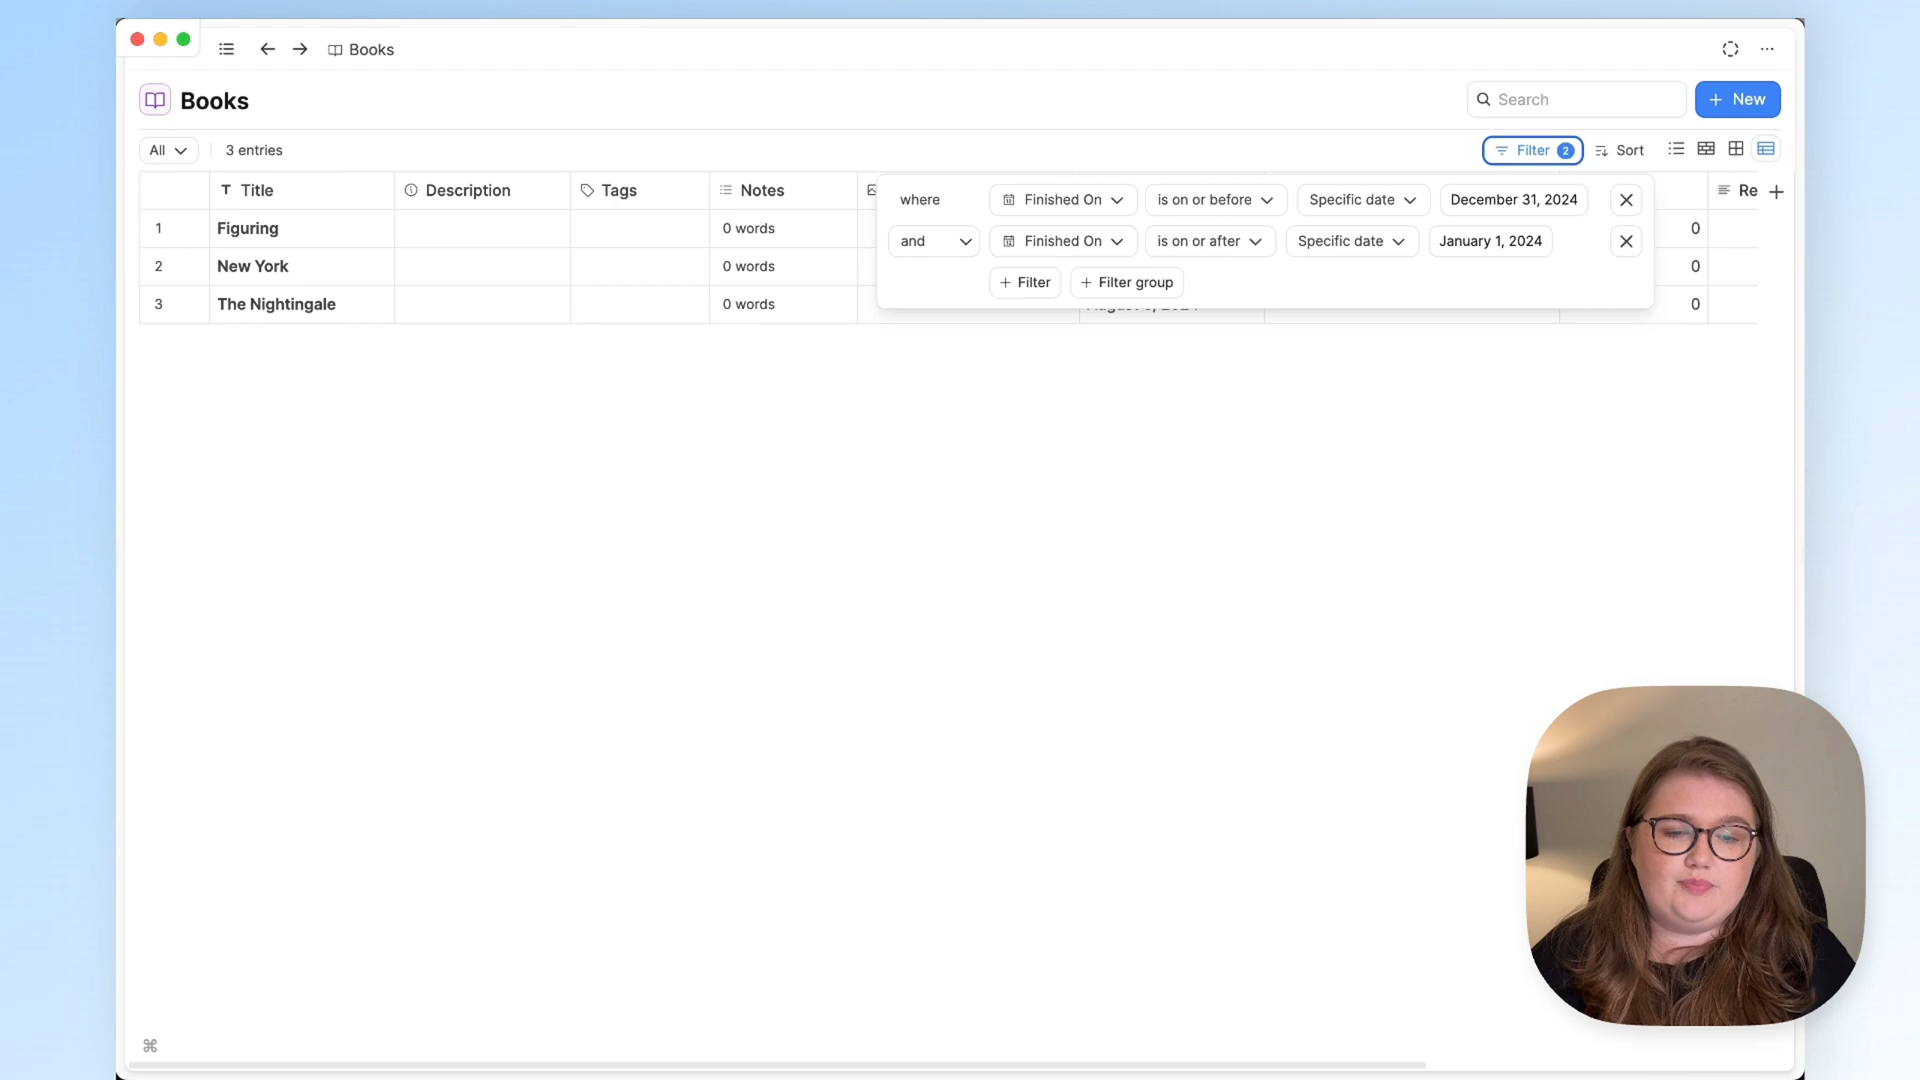 Books
Books
Search
+ New
All
3 entries
Filter 2
Sort
Title
Description
Tags
Notes
Re
where
Finished On
is on or before
Specific date
December 31, 2024
and
Finished On
is on or after
Specific date
January 1, 2024
+ Filter
+ Filter group
1
Figuring
0 words
0
2
New York
0 words
0
3
The Nightingale
0 words
0